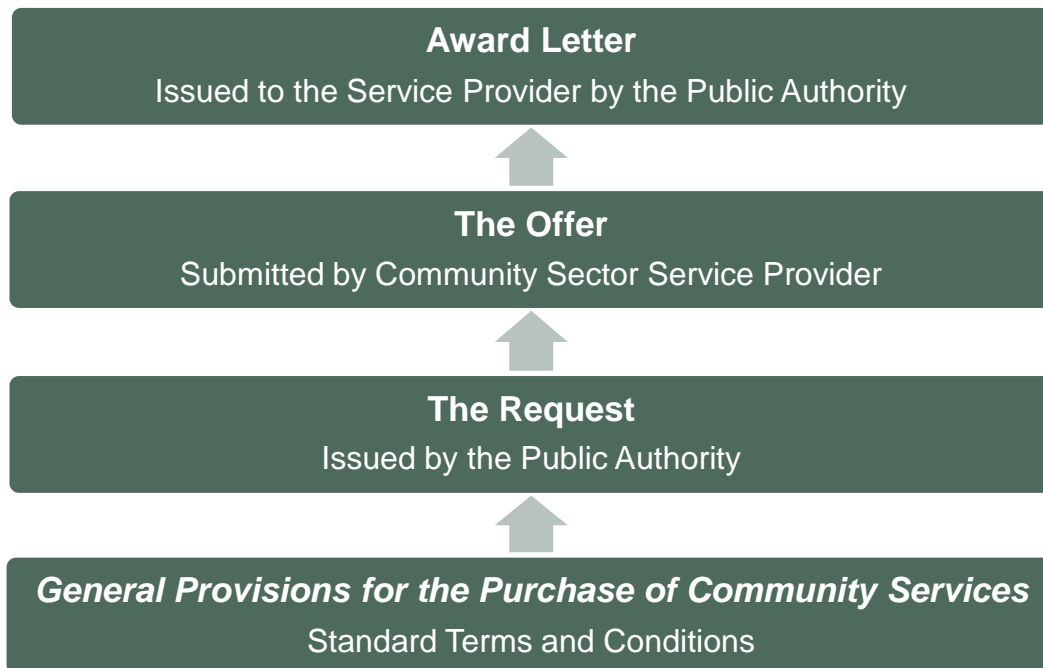 Award Letter
Issued to the Service Provider by the Public Authority
The Offer
Submitted by Community Sector Service Provider
The Request
Issued by the Public Authority
General Provisions for the Purchase of Community Services
Standard Terms and Conditions